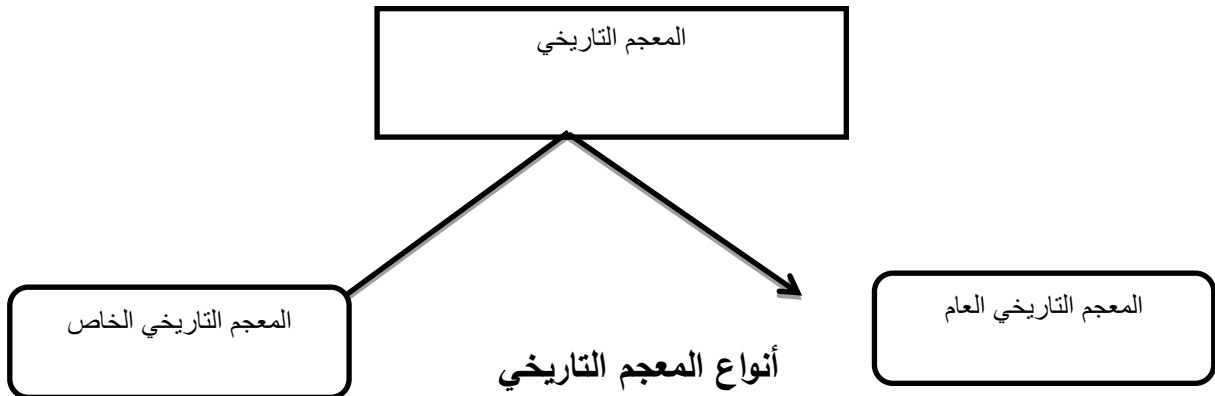 المعجم التاريخي
المعجم التاريخي العام
المعجم التاريخي الخاص
أنواع المعجم التاريخي